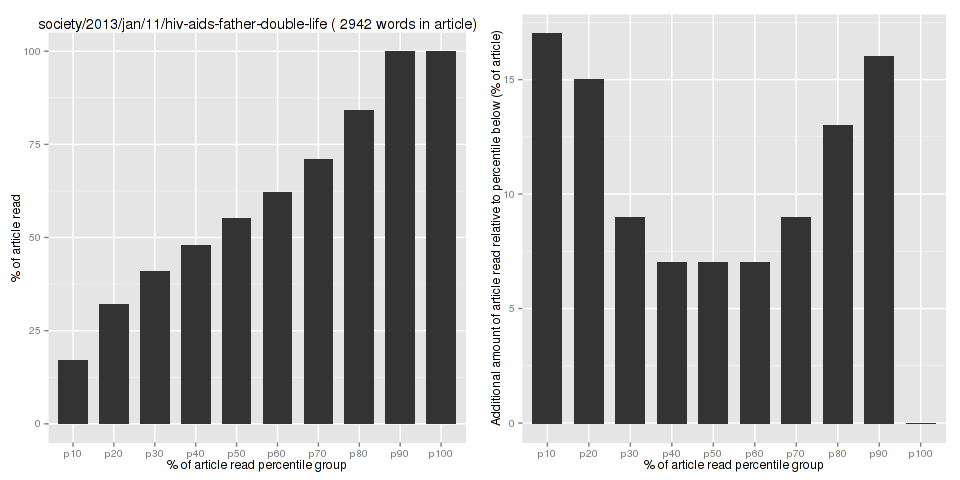 society/2013/jan/11/hiv-aids-father-double-life ( 2942 words in article)
% of article read
100
75
50
25
0
p10 p20 p30 p40 p50 p60 p70 p80 p90 p100
% of article read percentile group
Additional amount of article read relative to percentile below (% of article)
15
10
5
0
p10 p20 p30 p40 p50 p60 p70 p80 p90 p100
% of article read percentile group